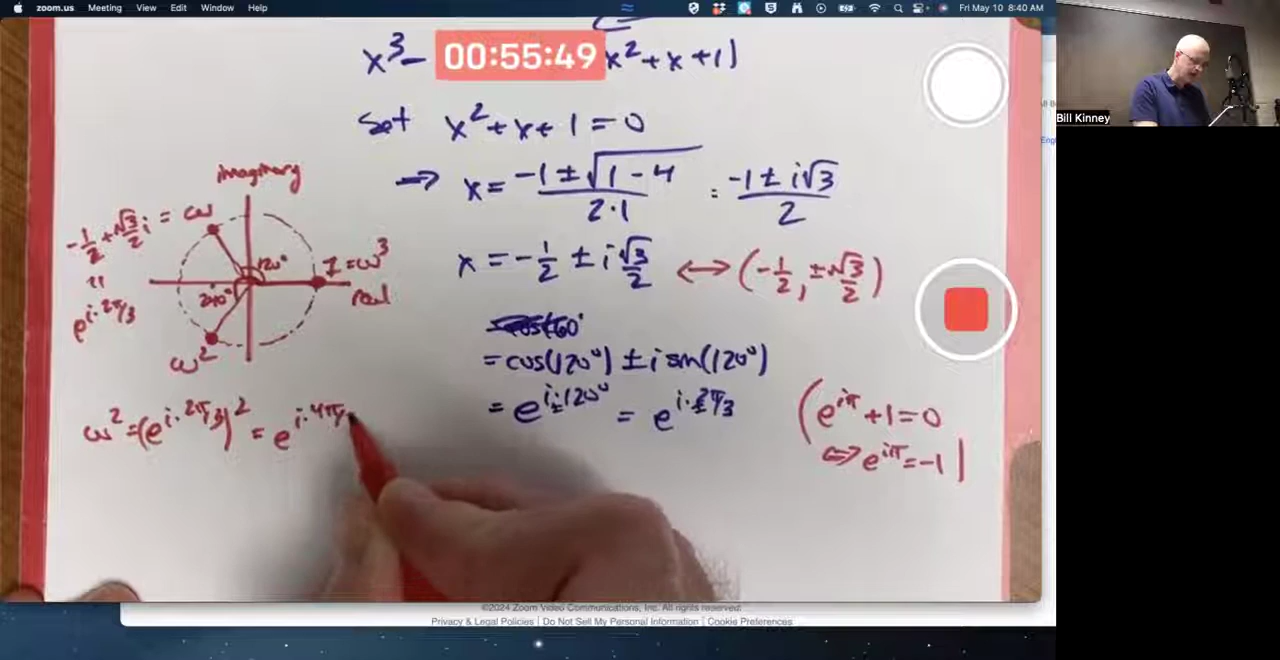 zoom.us Meeting View Edit Window Help
Fri May 10 8:40 AM
x³- 00:55:49 x²+x+1)
Set x²+x+1=0
⇒ x = (-1±√(1-4))/(2·1) = (-1±i√3)/2
x = -1/2 ± i √3/2 ↔ (-1/2, ±√3/2)
= cos(120°) ± i sin(120°)
= e^(±i·120°) = e^(i·±2π/3)
(e^(iπ)+1=0
⇔ e^(iπ)=-1)
imaginary
-1/2+√3/2 i = ω
"
e^(i·2π/3)
120°
1=ω³
real
240°
ω²
ω²=(e^(i·2π/3))² = e^(i·4π/
Bill Kinney
©2024 Zoom Video Communications, Inc. All rights reserved.
Privacy & Legal Policies | Do Not Sell My Personal Information | Cookie Preferences